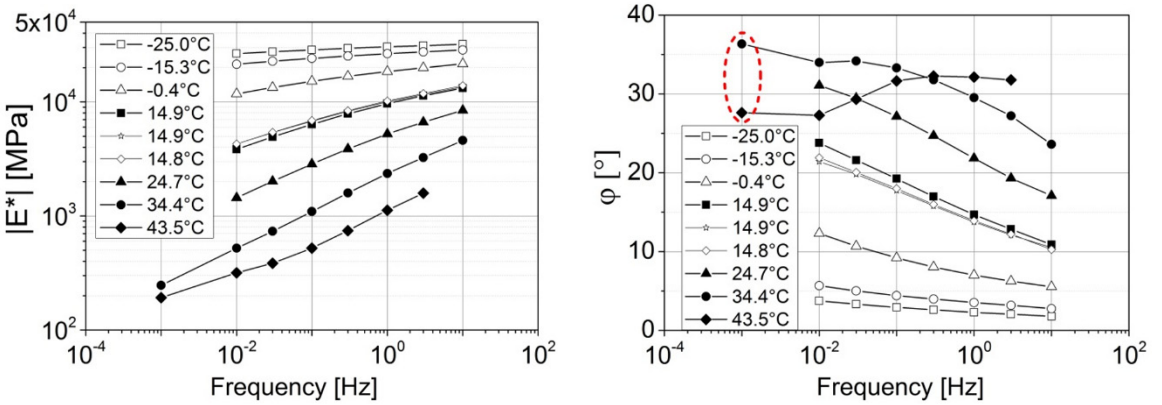 5x10⁴
10⁴
10³
10²
|E*| [MPa]
-25.0°C
-15.3°C
-0.4°C
14.9°C
14.9°C
14.8°C
24.7°C
34.4°C
43.5°C
10⁻⁴
10⁻²
10⁰
10²
Frequency [Hz]
40
30
20
10
0
φ [°]
-25.0°C
-15.3°C
-0.4°C
14.9°C
14.9°C
14.8°C
24.7°C
34.4°C
43.5°C
10⁻⁴
10⁻²
10⁰
10²
Frequency [Hz]